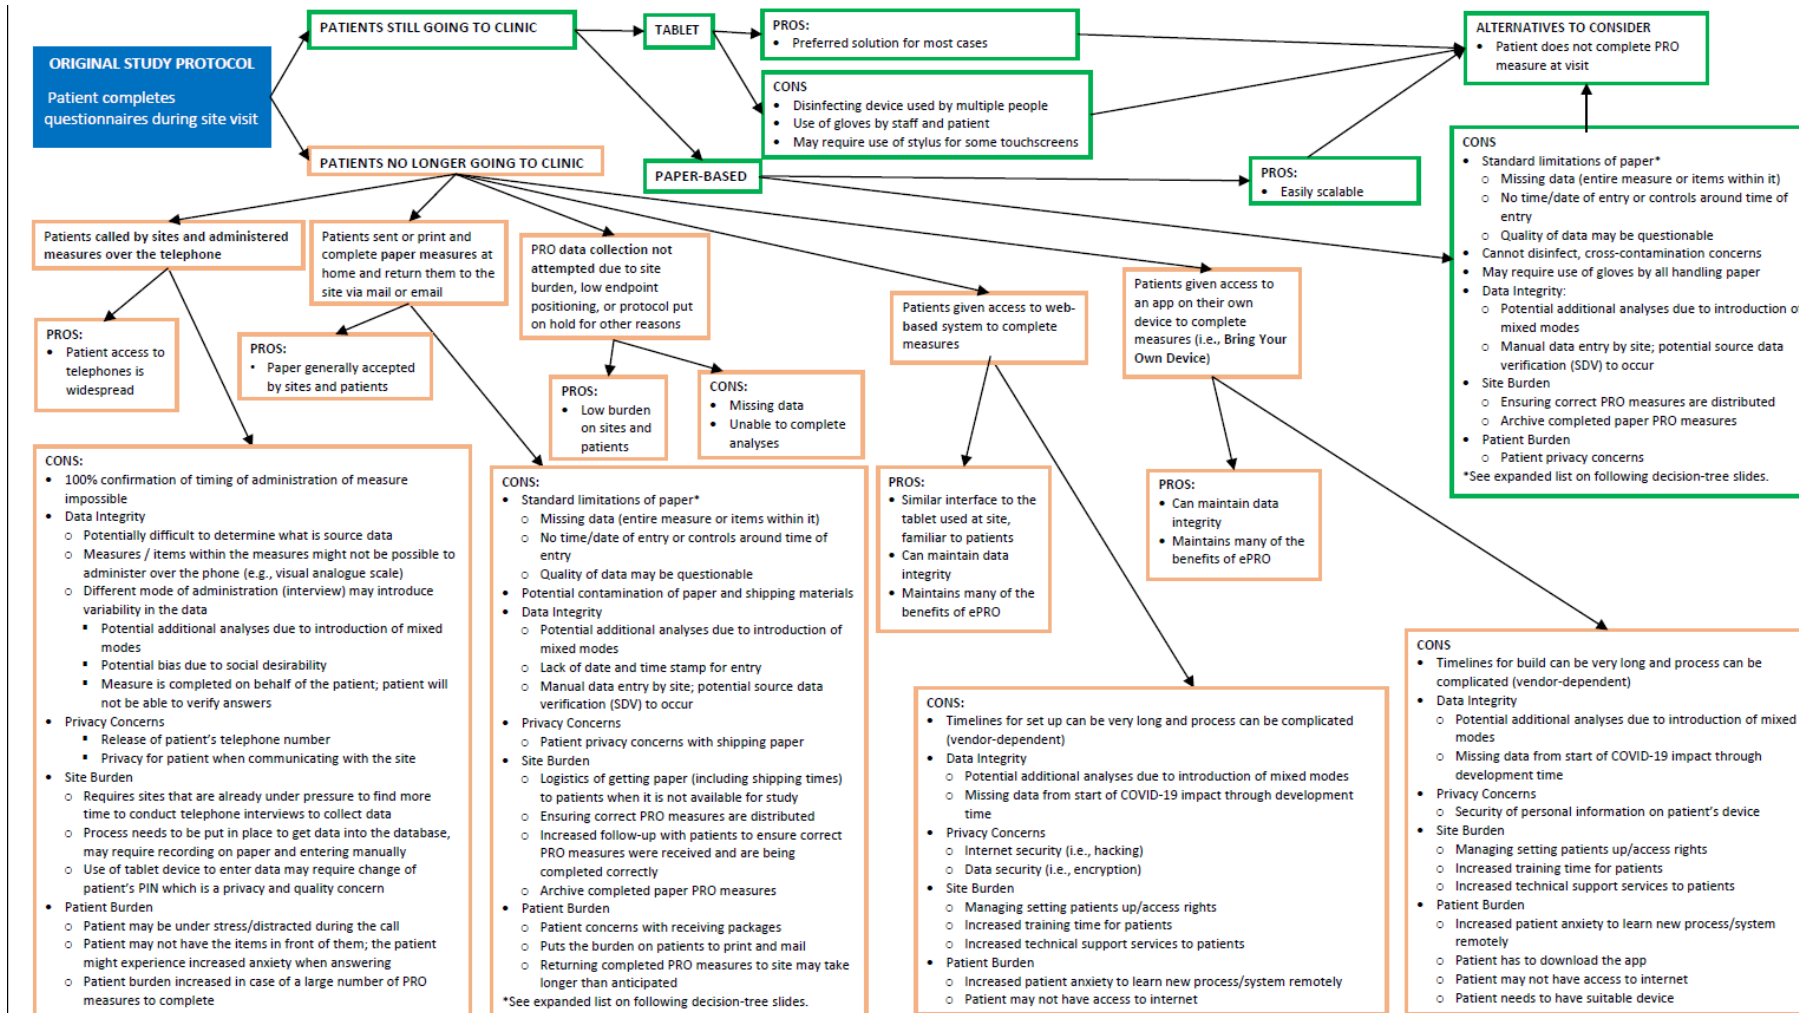 ORIGINAL STUDY PROTOCOL
Patient completes
questionnaires during site visit
PATIENTS STILL GOING TO CLINIC
TABLET
PROS:
• Preferred solution for most cases
CONS
• Disinfecting device used by multiple people
• Use of gloves by staff and patient
• May require use of stylus for some touchscreens
PAPER-BASED
PROS:
• Easily scalable
ALTERNATIVES TO CONSIDER
• Patient does not complete PRO
measure at visit
CONS
• Standard limitations of paper*
o Missing data (entire measure or items within it)
o No time/date of entry or controls around time of
entry
o Quality of data may be questionable
• Cannot disinfect, cross-contamination concerns
• May require use of gloves by all handling paper
• Data Integrity:
o Potential additional analyses due to introduction of
mixed modes
o Manual data entry by site; potential source data
verification (SDV) to occur
• Site Burden
o Ensuring correct PRO measures are distributed
o Archive completed paper PRO measures
• Patient Burden
o Patient privacy concerns
*See expanded list on following decision-tree slides.
PATIENTS NO LONGER GOING TO CLINIC
Patients called by sites and administered
measures over the telephone
PROS:
• Patient access to
telephones is
widespread
CONS:
• 100% confirmation of timing of administration of measure
impossible
• Data Integrity
o Potentially difficult to determine what is source data
o Measures / items within the measures might not be possible to
administer over the phone (e.g., visual analogue scale)
o Different mode of administration (interview) may introduce
variability in the data
▪ Potential additional analyses due to introduction of mixed
modes
▪ Potential bias due to social desirability
▪ Measure is completed on behalf of the patient; patient will
not be able to verify answers
• Privacy Concerns
▪ Release of patient's telephone number
▪ Privacy for patient when communicating with the site
• Site Burden
o Requires sites that are already under pressure to find more
time to conduct telephone interviews to collect data
o Process needs to be put in place to get data into the database,
may require recording on paper and entering manually
o Use of tablet device to enter data may require change of
patient's PIN which is a privacy and quality concern
• Patient Burden
o Patient may be under stress/distracted during the call
o Patient may not have the items in front of them; the patient
might experience increased anxiety when answering
o Patient burden increased in case of a large number of PRO
measures to complete
Patients sent or print and
complete paper measures at
home and return them to the
site via mail or email
PROS:
• Paper generally accepted
by sites and patients
CONS:
• Standard limitations of paper*
o Missing data (entire measure or items within it)
o No time/date of entry or controls around time of
entry
o Quality of data may be questionable
• Potential contamination of paper and shipping materials
• Data Integrity
o Potential additional analyses due to introduction of
mixed modes
o Lack of date and time stamp for entry
o Manual data entry by site; potential source data
verification (SDV) to occur
• Privacy Concerns
o Patient privacy concerns with shipping paper
• Site Burden
o Logistics of getting paper (including shipping times)
to patients when it is not available for study
o Ensuring correct PRO measures are distributed
o Increased follow-up with patients to ensure correct
PRO measures were received and are being
completed correctly
o Archive completed paper PRO measures
• Patient Burden
o Patient concerns with receiving packages
o Puts the burden on patients to print and mail
o Returning completed PRO measures to site may take
longer than anticipated
*See expanded list on following decision-tree slides.
PRO data collection not
attempted due to site
burden, low endpoint
positioning, or protocol put
on hold for other reasons
PROS:
• Low burden
on sites and
patients
CONS:
• Missing data
• Unable to complete
analyses
Patients given access to web-
based system to complete
measures
PROS:
• Similar interface to the
tablet used at site,
familiar to patients
• Can maintain data
integrity
• Maintains many of the
benefits of ePRO
CONS:
• Timelines for set up can be very long and process can be complicated
(vendor-dependent)
• Data Integrity
o Potential additional analyses due to introduction of mixed modes
o Missing data from start of COVID-19 impact through development
time
• Privacy Concerns
o Internet security (i.e., hacking)
o Data security (i.e., encryption)
• Site Burden
o Managing setting patients up/access rights
o Increased training time for patients
o Increased technical support services to patients
• Patient Burden
o Increased patient anxiety to learn new process/system remotely
o Patient may not have access to internet
Patients given access to
an app on their own
device to complete
measures (i.e., Bring Your
Own Device)
PROS:
• Can maintain data
integrity
• Maintains many of the
benefits of ePRO
CONS
• Timelines for build can be very long and process can be
complicated (vendor-dependent)
• Data Integrity
o Potential additional analyses due to introduction of mixed
modes
o Missing data from start of COVID-19 impact through
development time
• Privacy Concerns
o Security of personal information on patient's device
• Site Burden
o Managing setting patients up/access rights
o Increased training time for patients
o Increased technical support services to patients
• Patient Burden
o Increased patient anxiety to learn new process/system
remotely
o Patient has to download the app
o Patient may not have access to internet
o Patient needs to have suitable device